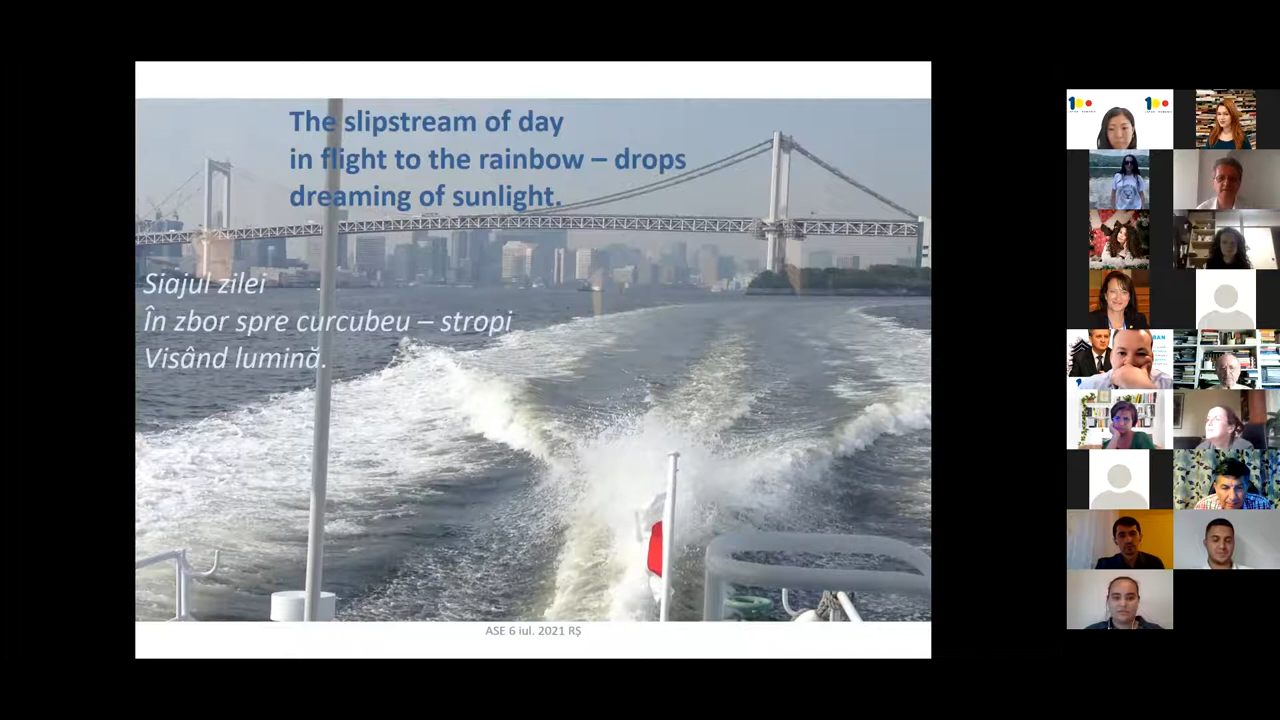 The slipstream of day
in flight to the rainbow – drops
dreaming of sunlight.
Siajul zilei
În zbor spre curcubeu – stropi
Visând lumină.
ASE 6 iul. 2021 RȘ